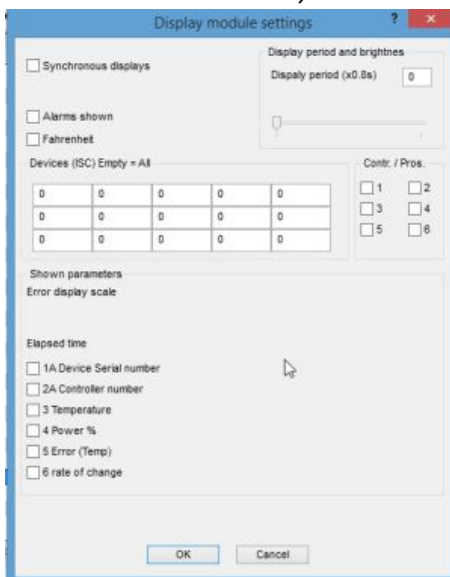 Display module settings ? x
Display period and brightnes
Synchronous displays
Dispaly period (x0.8s) 0
Alarms shown
Fahrenheit
Devices (ISC) Empty = All
Contr. / Pros.
0 0 0 0 0
1 2
0 0 0 0 0
3 4
0 0 0 0 0
5 6
Shown parameters
Error display scale
Elapsed time
1A Device Serial number
2A Controller number
3 Temperature
4 Power %
5 Error (Temp)
6 rate of change
OK Cancel